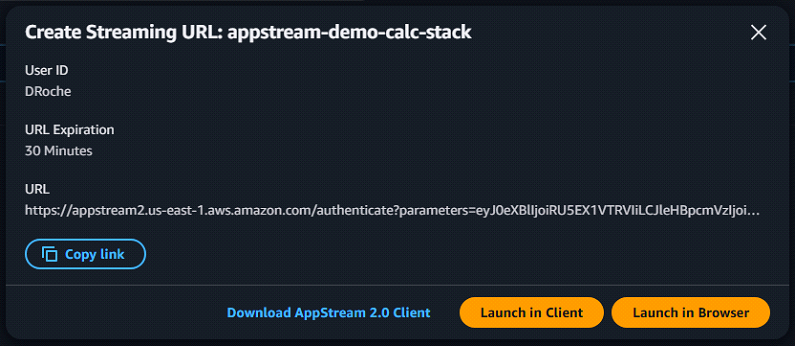 Create Streaming URL: appstream-demo-calc-stack
User ID
DRoche
URL Expiration
30 Minutes
URL
https://appstream2.us-east-1.aws.amazon.com/authenticate?parameters=eyJ0eXBlIjoiRU5EX1VTRVIiLCJleHBpcmVzIjoi...
Copy link
Download AppStream 2.0 Client
Launch in Client
Launch in Browser